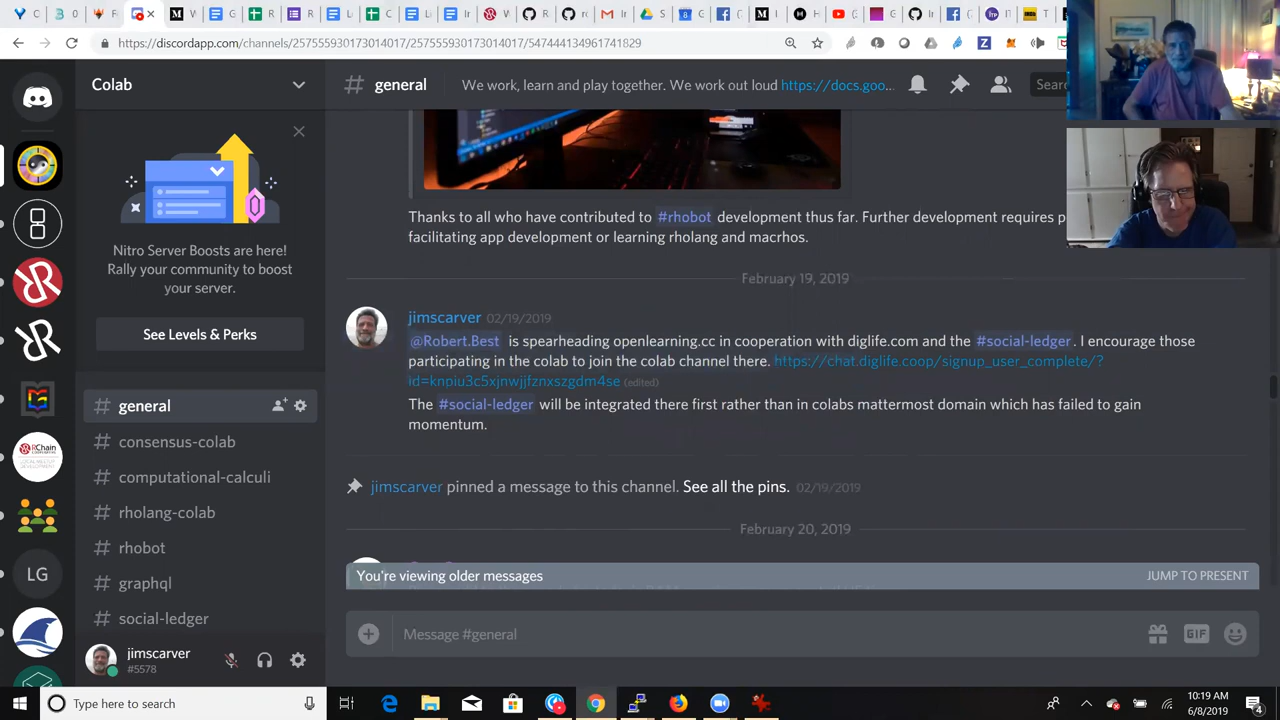 https://discordapp.com/channels/257555930173014017/257555930173014017/547444134961741829
Colab
# general
We work, learn and play together. We work out loud https://docs.goo...
Sear
Nitro Server Boosts are here!
Rally your community to boost
your server.
See Levels & Perks
# general
# consensus-colab
# computational-calculi
# rholang-colab
# rhobot
# graphql
# social-ledger
LG
jimscarver
#5578
Thanks to all who have contributed to #rhobot development thus far. Further development requires p
facilitating app development or learning rholang and macrhos.
February 19, 2019
jimscarver 02/19/2019
@Robert.Best is spearheading openlearning.cc in cooperation with diglife.com and the #social-ledger. I encourage those
participating in the colab to join the colab channel there. https://chat.diglife.coop/signup_user_complete/?
id=knpiu3c5xjnwjjfznxszgdm4se (edited)
The #social-ledger will be integrated there first rather than in colabs mattermost domain which has failed to gain
momentum.
jimscarver pinned a message to this channel. See all the pins. 02/19/2019
February 20, 2019
You're viewing older messages
JUMP TO PRESENT
Message #general
GIF
Type here to search
10:19 AM
6/8/2019
4